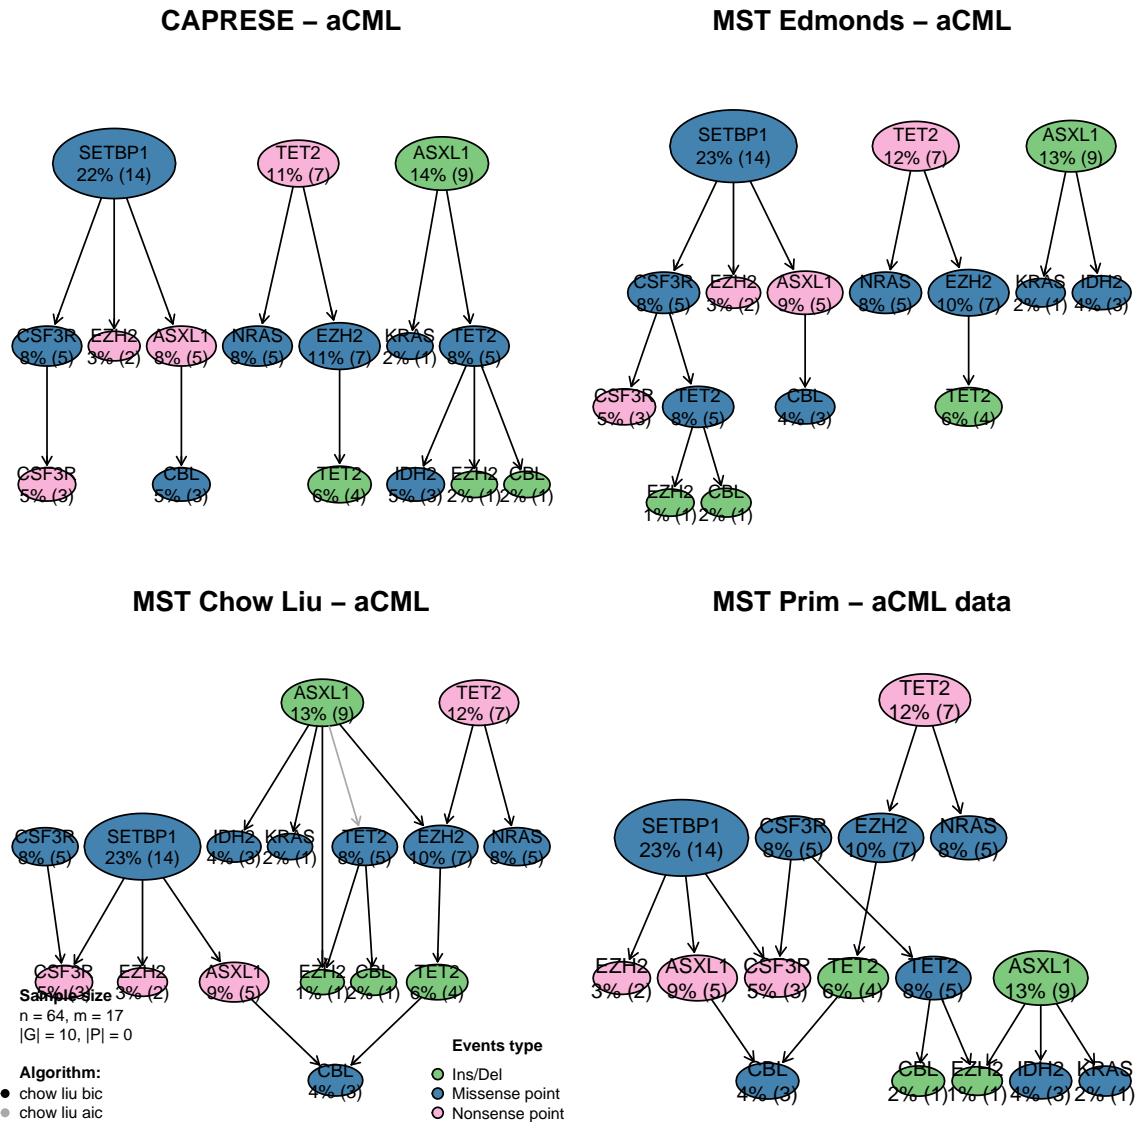 CAPRESE – aCML
SETBP1
22% (14)
TET2
11% (7)
ASXL1
14% (9)
CSF3R
8% (5)
EZH2
3% (2)
ASXL1
8% (5)
NRAS
8% (5)
EZH2
11% (7)
KRAS
2% (1)
TET2
8% (5)
CSF3R
5% (3)
CBL
5% (3)
TET2
6% (4)
IDH2
5% (3)
EZH2
2% (1)
CBL
2% (1)
MST Edmonds – aCML
SETBP1
23% (14)
TET2
12% (7)
ASXL1
13% (9)
CSF3R
8% (5)
EZH2
3% (2)
ASXL1
9% (5)
NRAS
8% (5)
EZH2
10% (7)
KRAS
2% (1)
IDH2
4% (3)
CSF3R
5% (3)
TET2
8% (5)
CBL
4% (3)
TET2
6% (4)
EZH2
1% (1)
CBL
2% (1)
MST Chow Liu – aCML
ASXL1
13% (9)
TET2
12% (7)
CSF3R
8% (5)
SETBP1
23% (14)
IDH2
4% (3)
KRAS
2% (1)
TET2
8% (5)
EZH2
10% (7)
NRAS
8% (5)
CSF3R
5% (3)
EZH2
3% (2)
ASXL1
9% (5)
EZH2
1% (1)
CBL
2% (1)
TET2
6% (4)
CBL
4% (3)
Sample size
n = 64, m = 17
|G| = 10, |P| = 0
Algorithm:
chow liu bic
chow liu aic
Events type
Ins/Del
Missense point
Nonsense point
MST Prim – aCML data
TET2
12% (7)
SETBP1
23% (14)
CSF3R
8% (5)
EZH2
10% (7)
NRAS
8% (5)
EZH2
3% (2)
ASXL1
9% (5)
CSF3R
5% (3)
TET2
6% (4)
TET2
8% (5)
ASXL1
13% (9)
CBL
4% (3)
CBL
2% (1)
EZH2
1% (1)
IDH2
4% (3)
KRAS
2% (1)